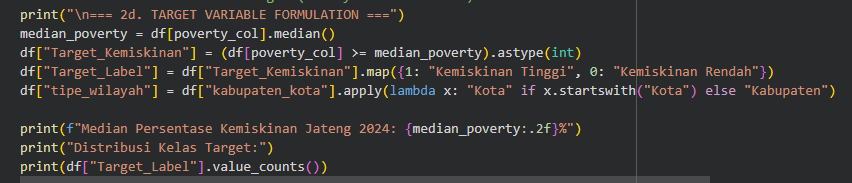 print("\n=== 2d. TARGET VARIABLE FORMULATION ===")
median_poverty = df[poverty_col].median()
df["Target_Kemiskinan"] = (df[poverty_col] >= median_poverty).astype(int)
df["Target_Label"] = df["Target_Kemiskinan"].map({1: "Kemiskinan Tinggi", 0: "Kemiskinan Rendah"})
df["tipe_wilayah"] = df["kabupaten_kota"].apply(lambda x: "Kota" if x.startswith("Kota") else "Kabupaten")
print(f"Median Persentase Kemiskinan Jateng 2024: {median_poverty:.2f}%")
print("Distribusi Kelas Target:")
print(df["Target_Label"].value_counts())